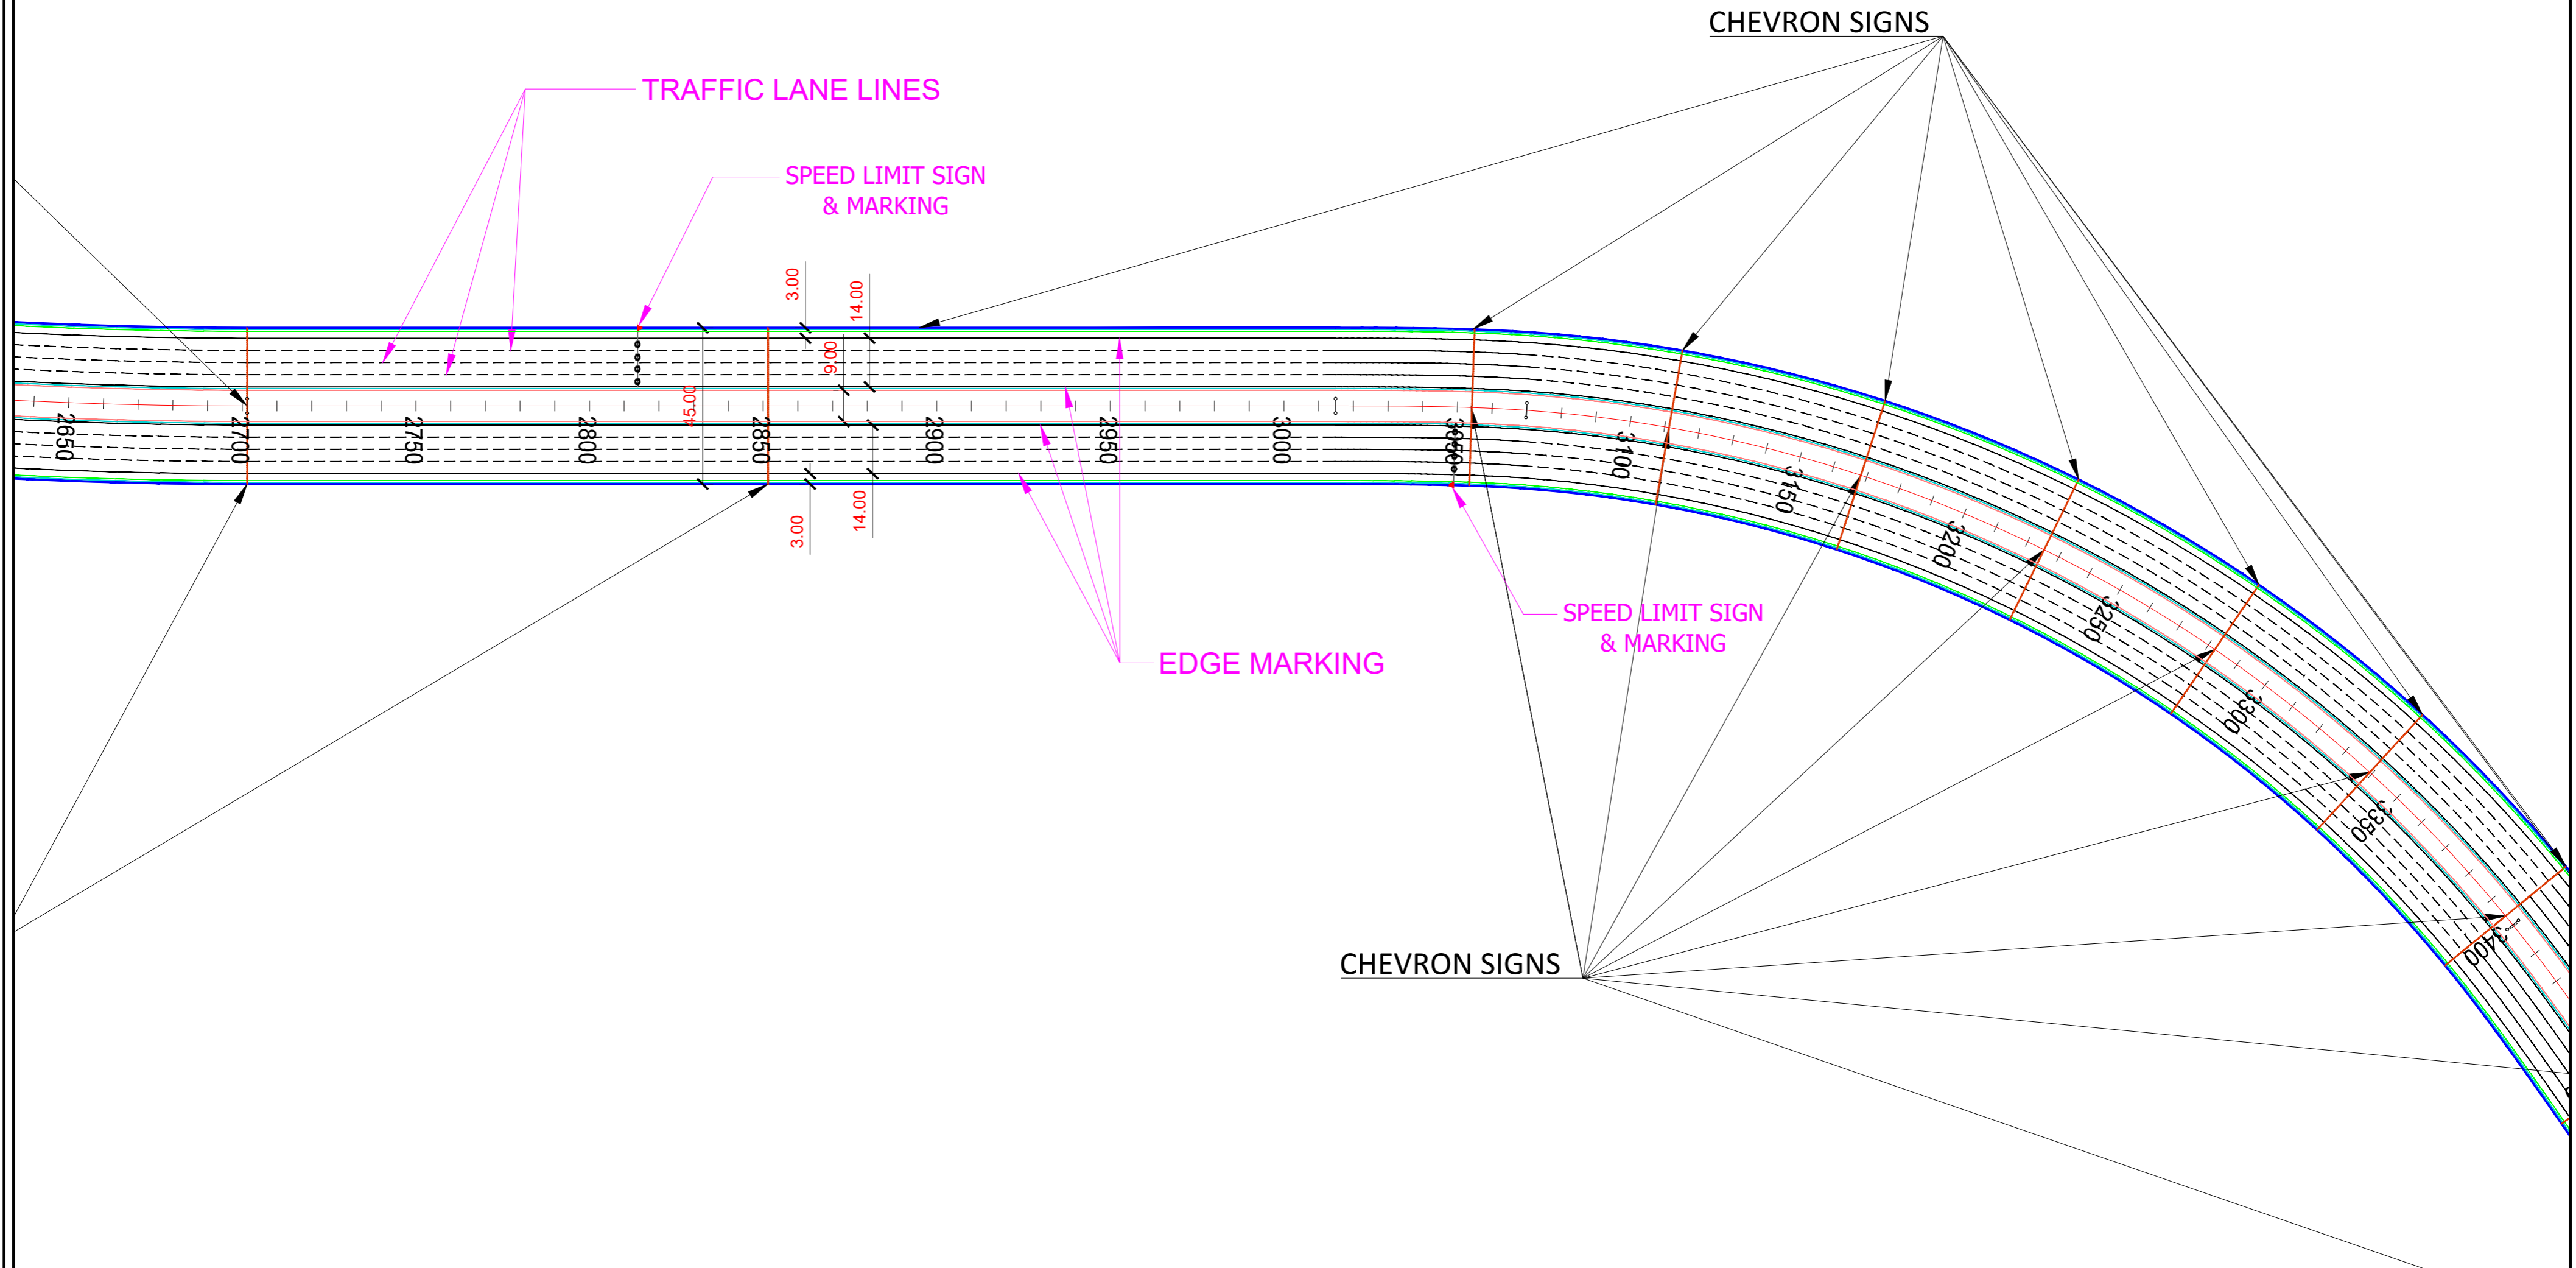 CHEVRON SIGNS
TRAFFIC LANE LINES
SPEED LIMIT SIGN
& MARKING
3.00
14.00
9.00
45.00
2650
2700
2750
2800
2850
2900
2950
3000
3050
3100
3150
3200
3250
3300
3350
3400
3.00
14.00
SPEED LIMIT SIGN
& MARKING
EDGE MARKING
CHEVRON SIGNS